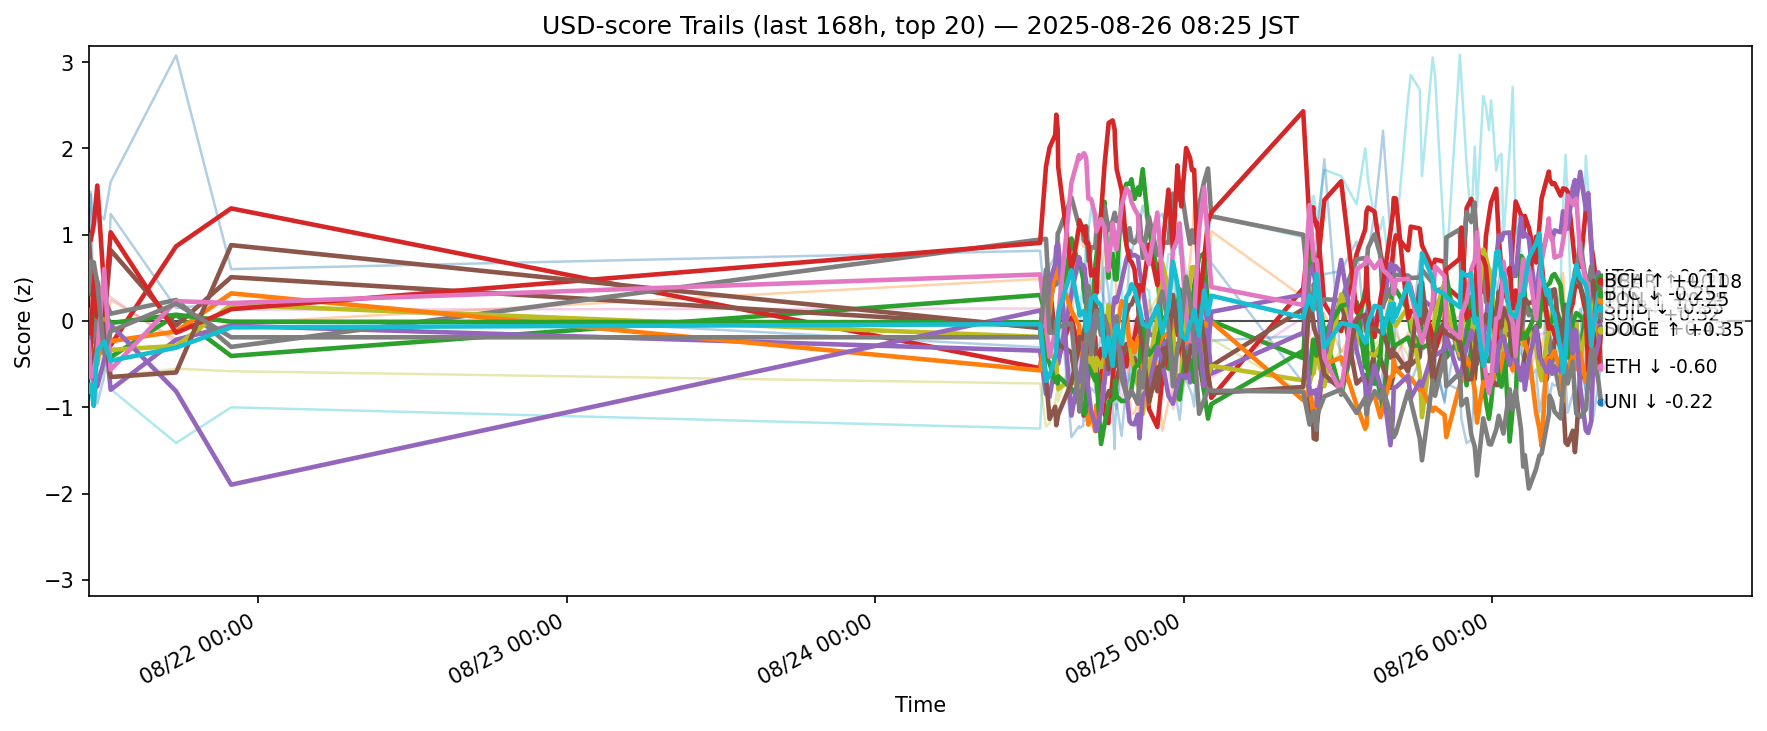 USD-score Trails (last 168h, top 20) — 2025-08-26 08:25 JST
3
2
1
0
−1
−2
−3
Score (z)
BCH ↑
BTC ↓ -0.25
DOGE ↑ +0.35
ETH ↓ -0.60
UNI ↓ -0.22
08/22 00:00
08/23 00:00
08/24 00:00
08/25 00:00
08/26 00:00
Time